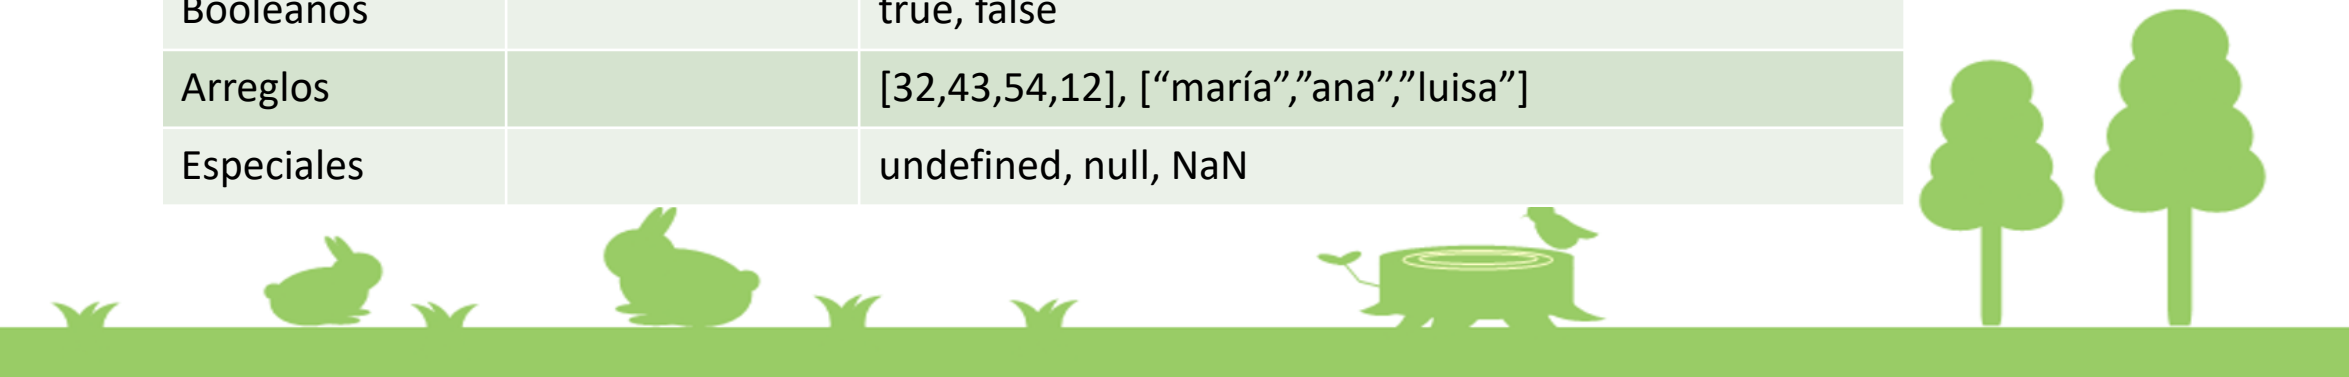 Booleanos true, false
Arreglos [32,43,54,12], [“maría”,”ana”,”luisa”]
Especiales undefined, null, NaN